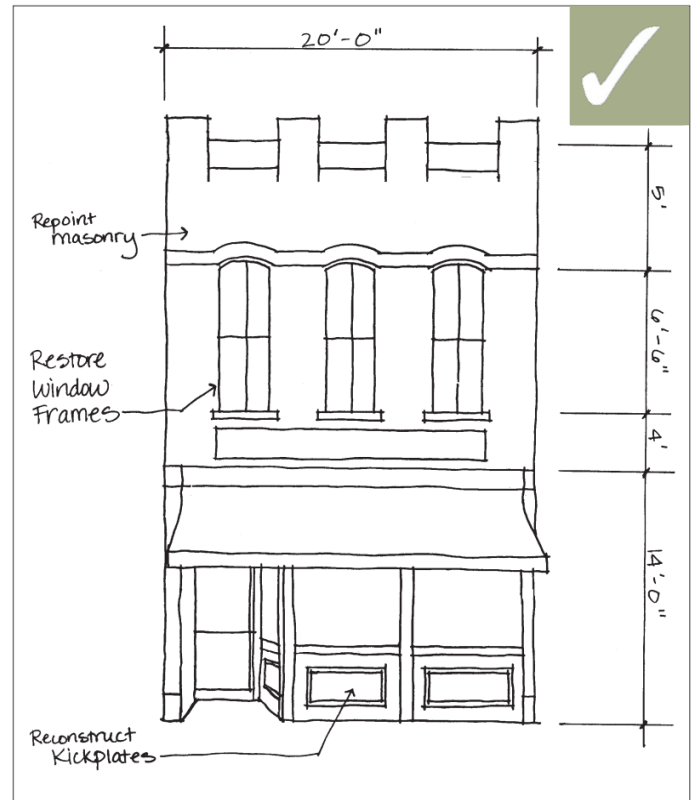 20'-0"
5'
Repoint
masonry
6'-6"
Restore
Window
Frames
4'
14'-0"
Reconstruct
Kickplates